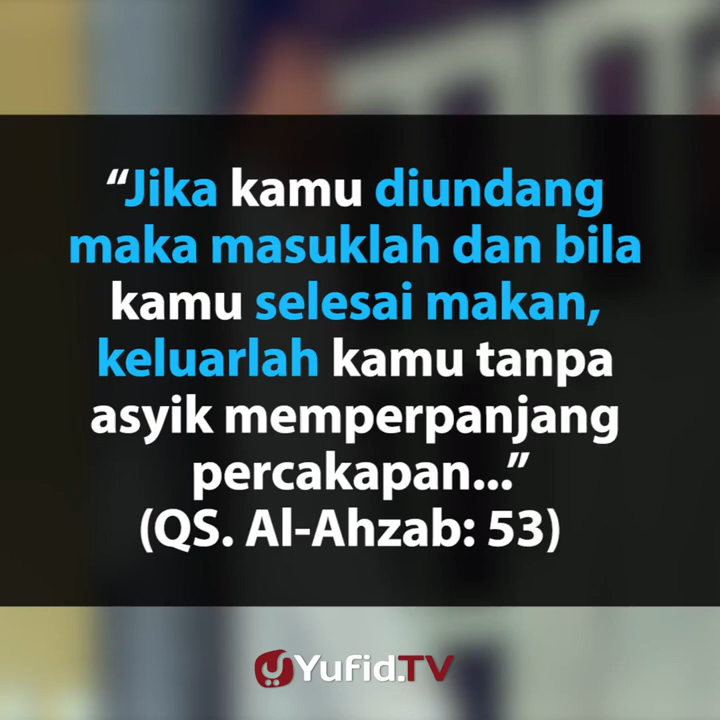 “Jika kamu diundang
maka masuklah dan bila
kamu selesai makan,
keluarlah kamu tanpa
asyik memperpanjang
percakapan...”
(QS. Al-Ahzab: 53)
Yufid.TV